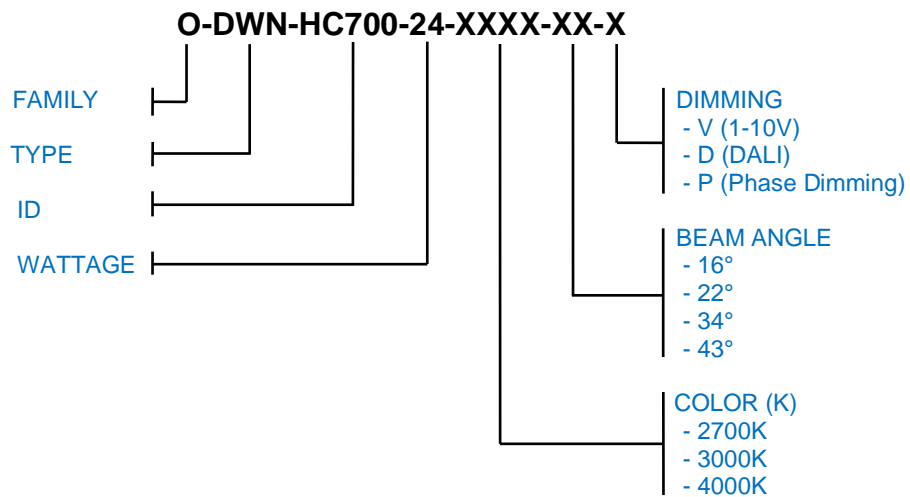 O-DWN-HC700-24-XXXX-XX-X
FAMILY
TYPE
ID
WATTAGE
DIMMING
- V (1-10V)
- D (DALI)
- P (Phase Dimming)
BEAM ANGLE
- 16°
- 22°
- 34°
- 43°
COLOR (K)
- 2700K
- 3000K
- 4000K